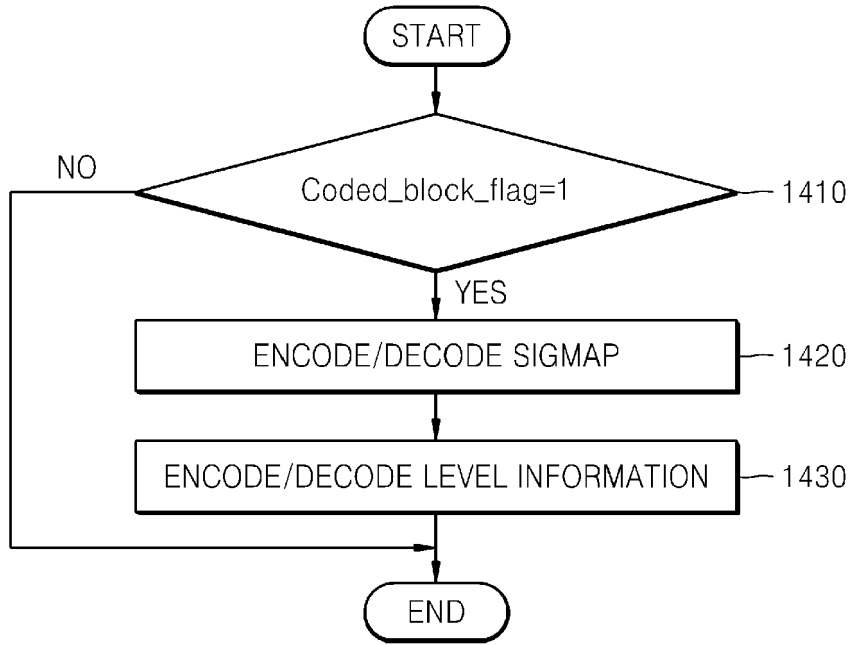 START
NO
Coded_block_flag=1
1410
YES
ENCODE/DECODE SIGMAP
1420
ENCODE/DECODE LEVEL INFORMATION
1430
END